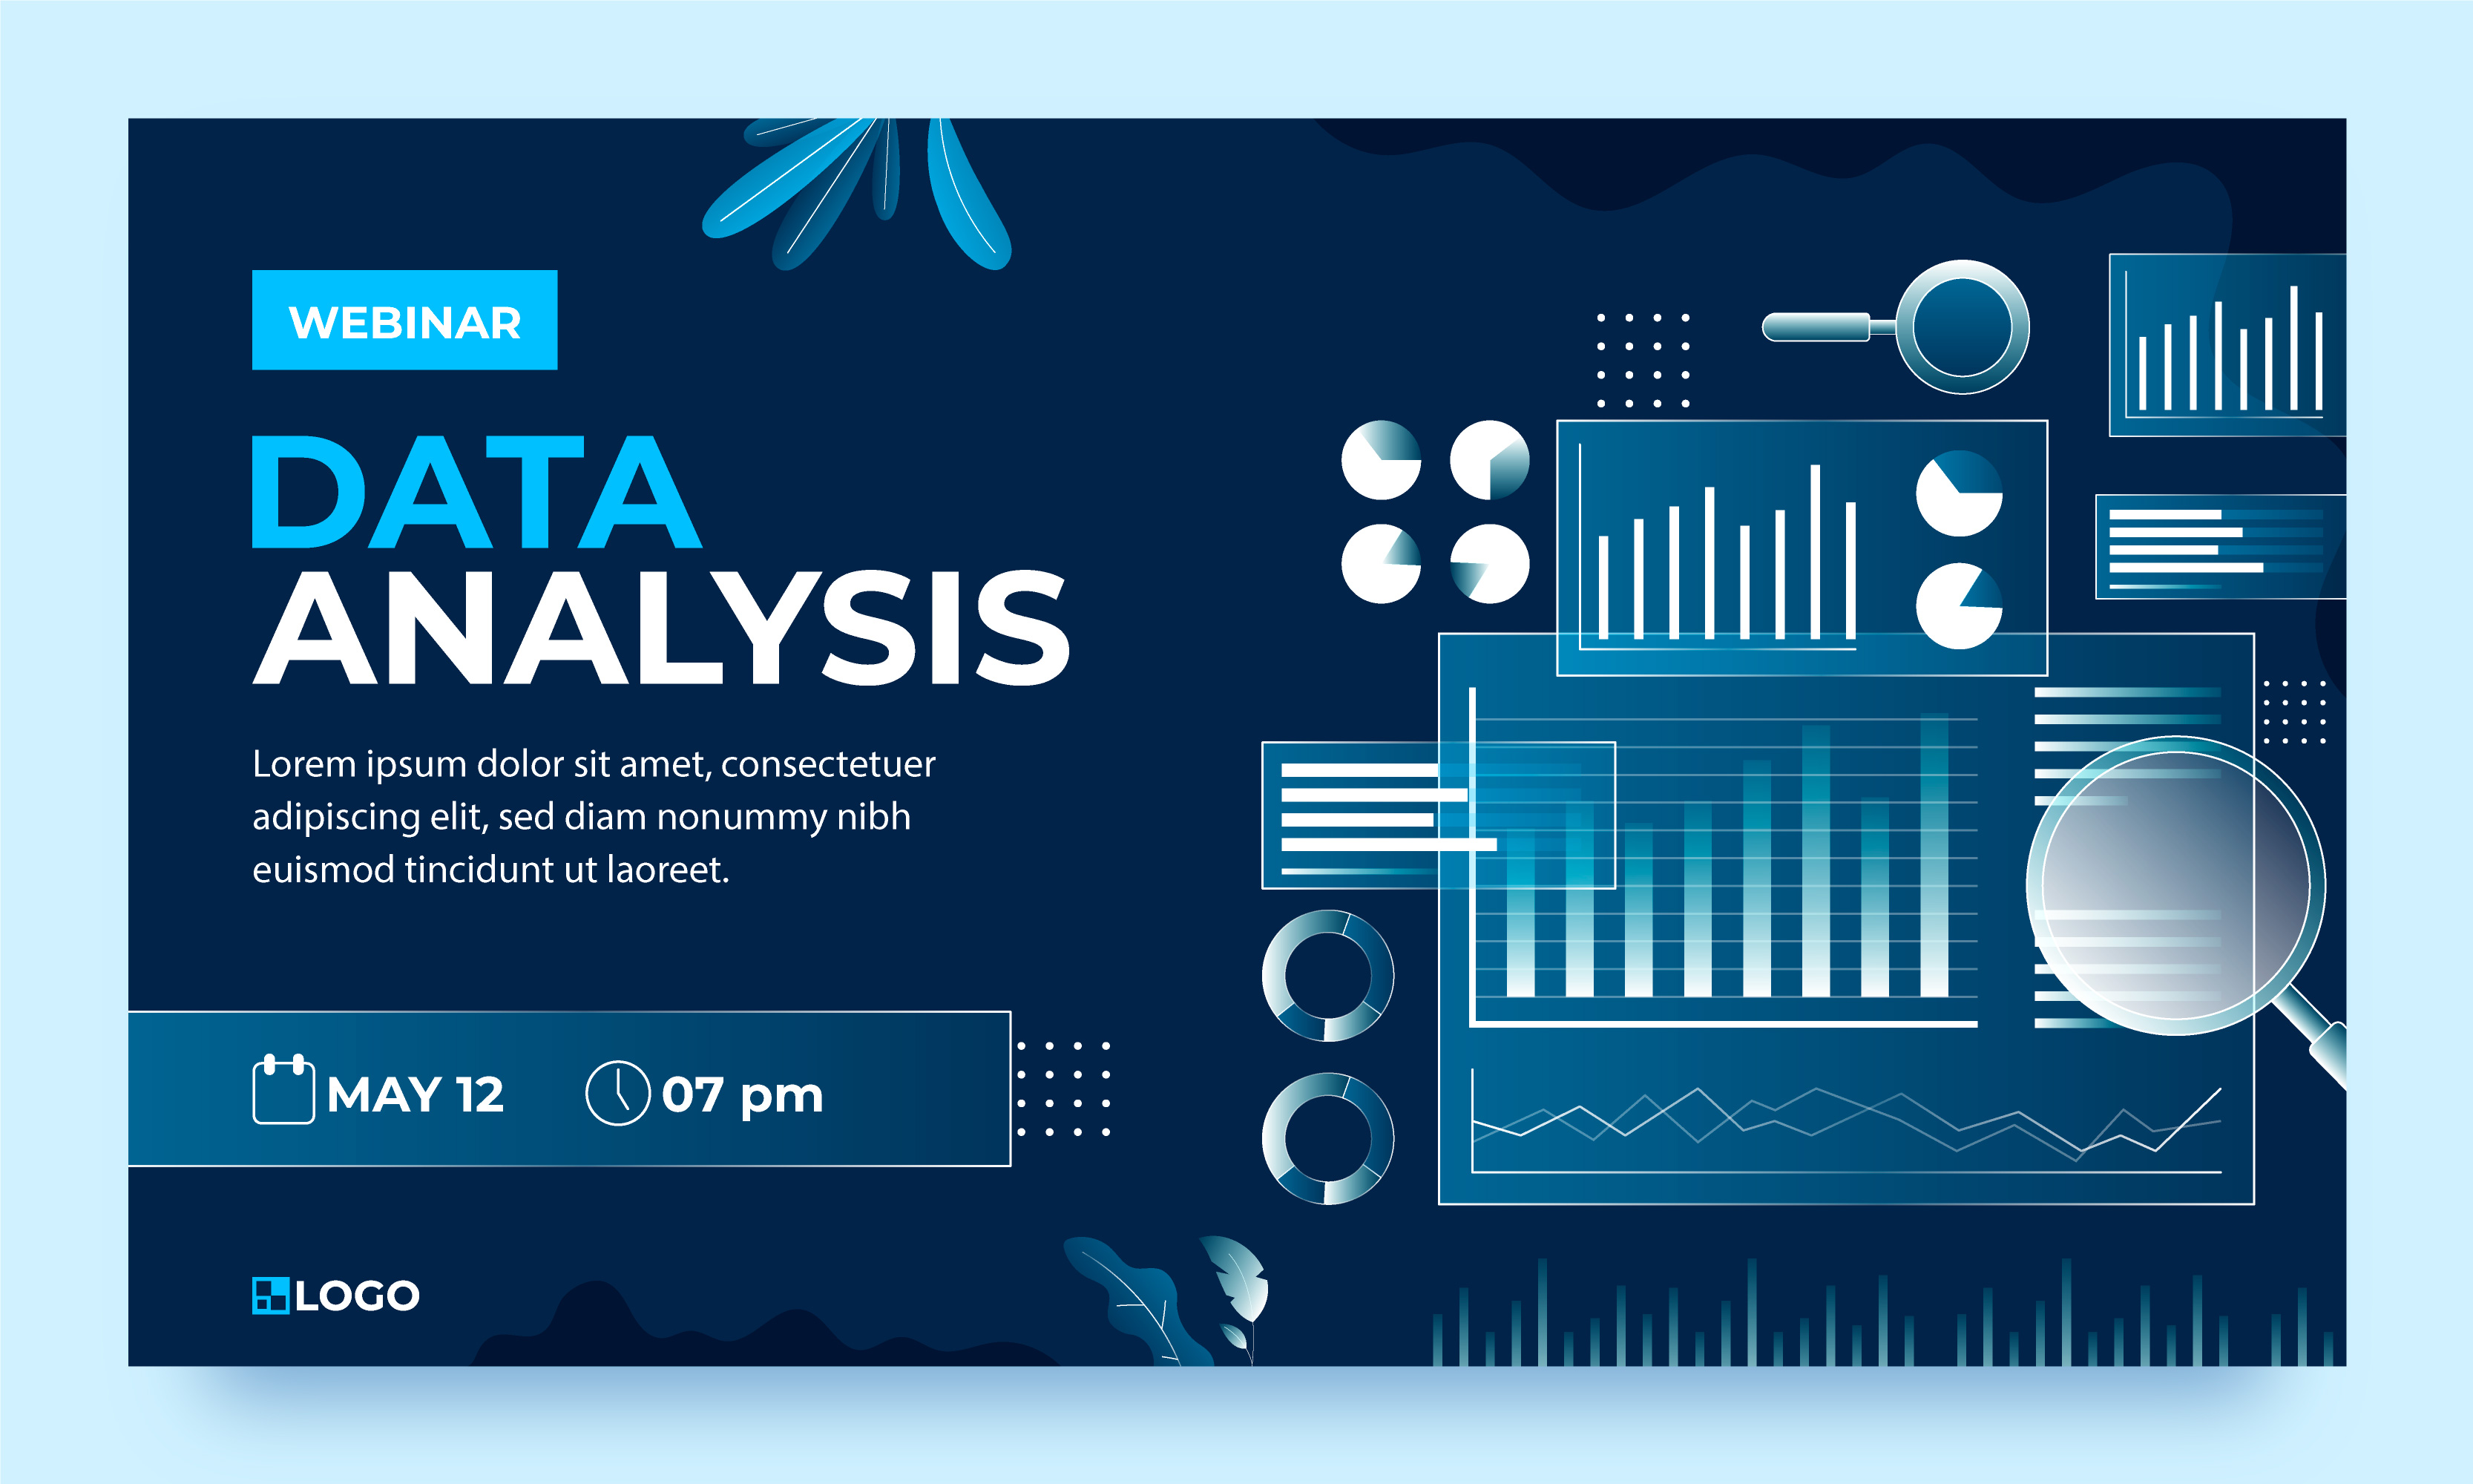 WEBINAR
DATA
ANALYSIS
Lorem ipsum dolor sit amet, consectetuer
adipiscing elit, sed diam nonummy nibh
euismod tincidunt ut laoreet.
MAY 12
07 pm
LOGO